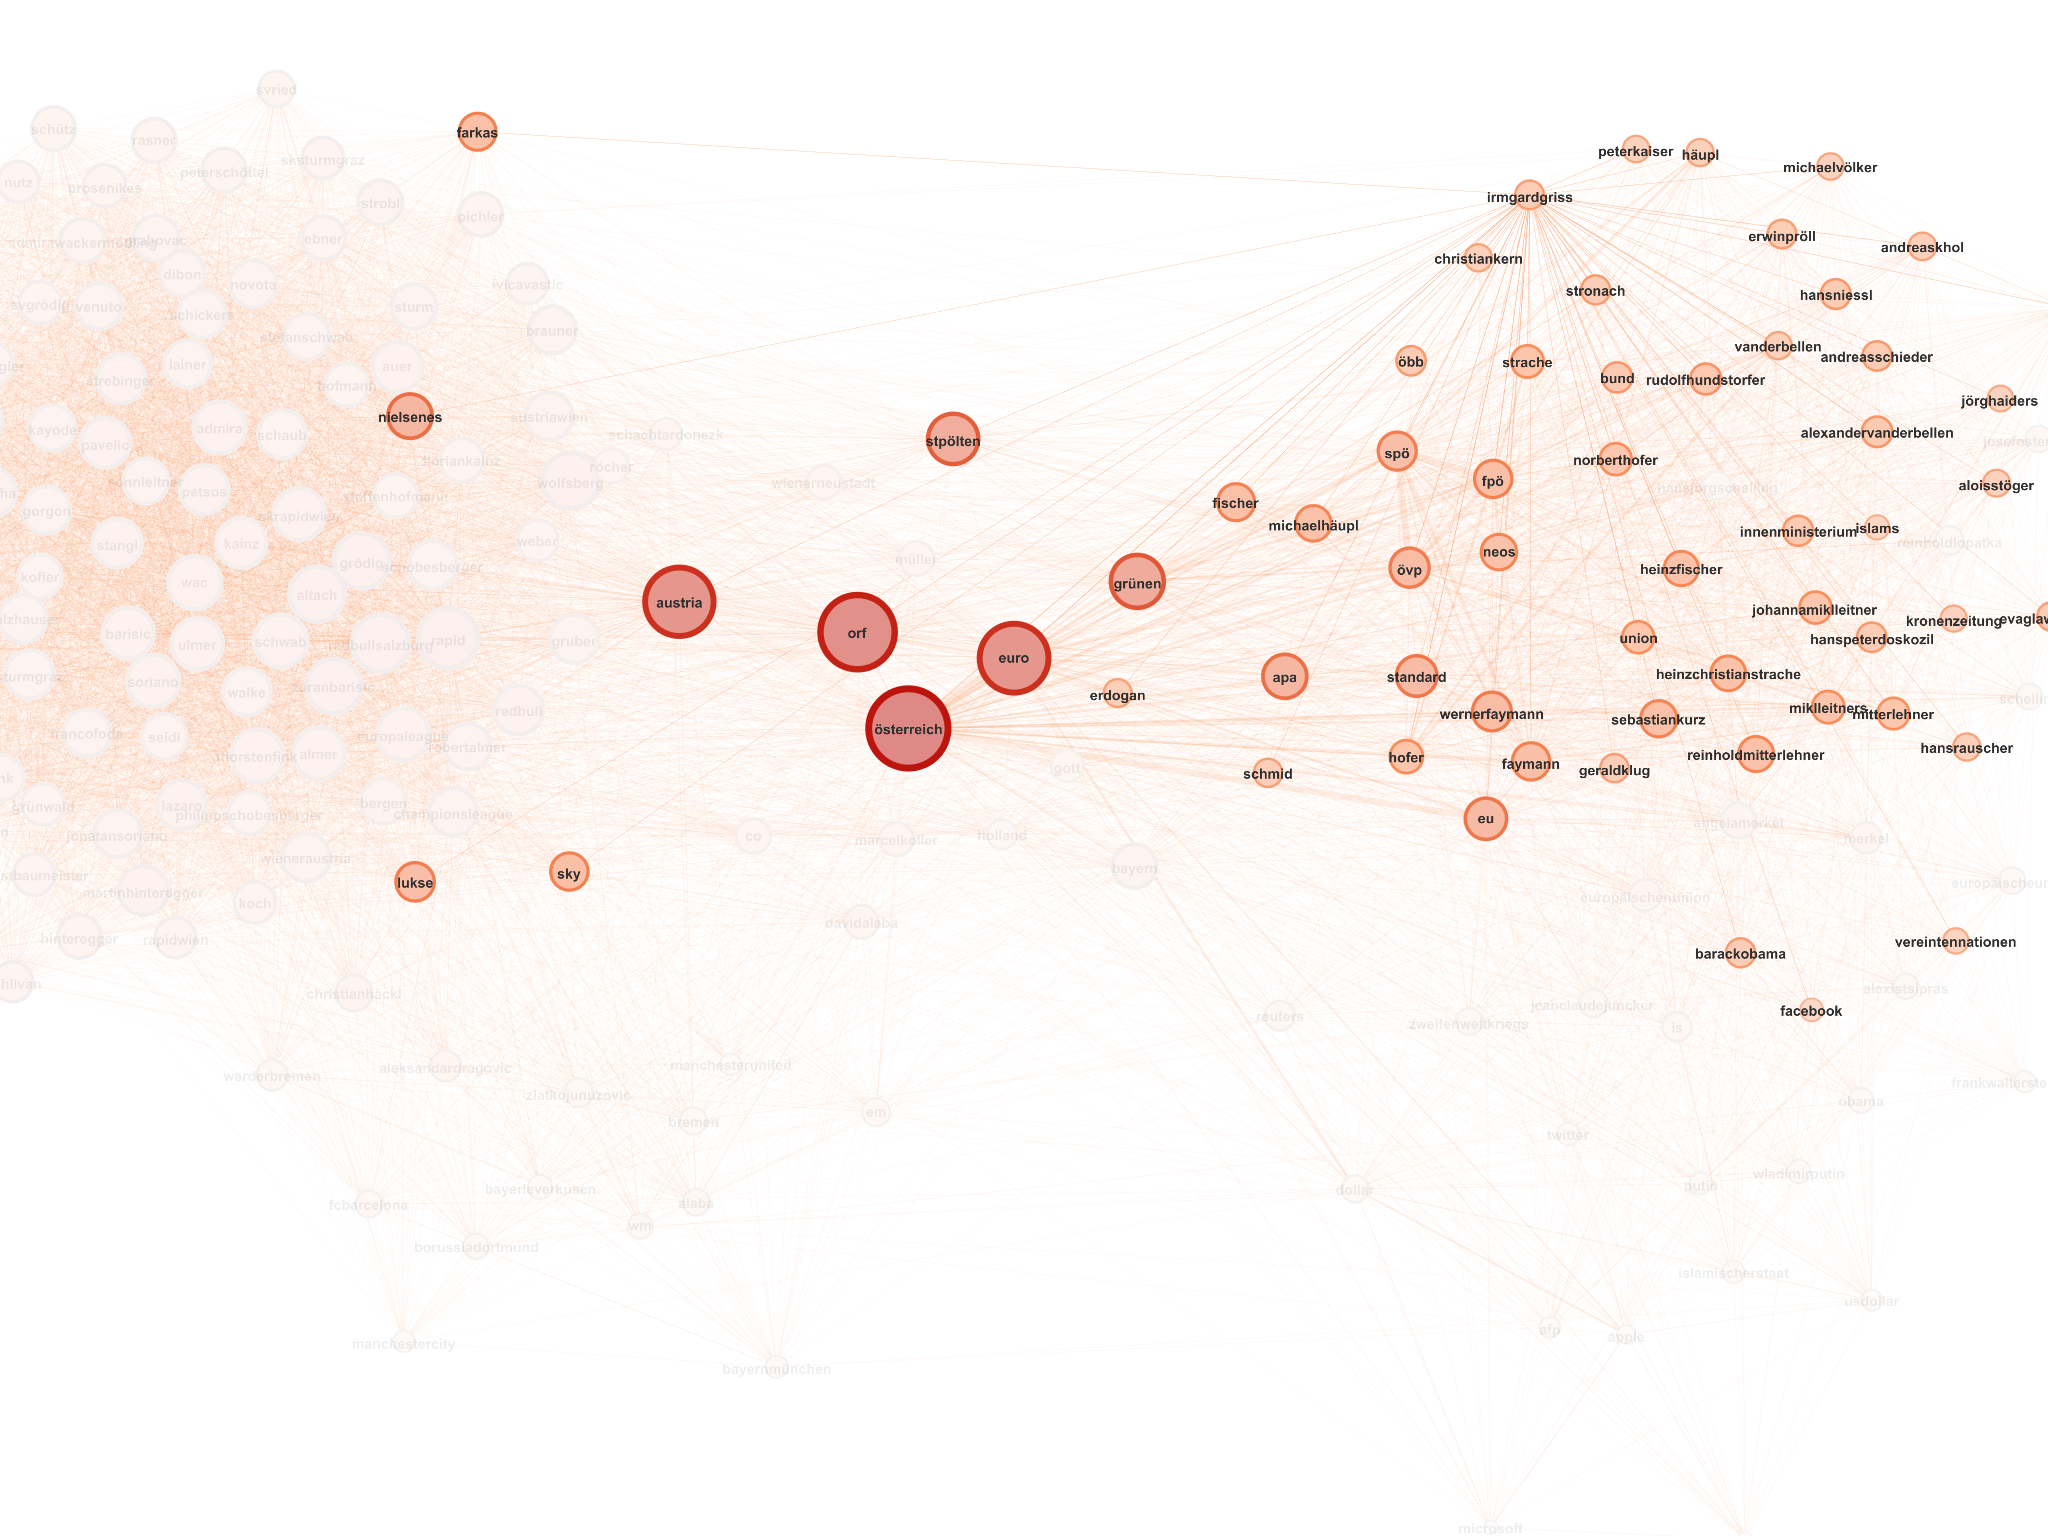 svried
schütz
farkas
rasner
peterkaiser
häupl
sksturmgraz
michaelvölker
peterschöttel
nutz
prosenikes
irmgardgriss
strobl
pichler
erwinpröll
ebner
admirawackermödling
grahovac
andreaskhol
christiankern
dibon
novota
ivicavastic
stronach
hansniessl
svgrödig
venuto
sturm
schickers
brauner
stefanschwab
vanderbellen
andreasschieder
lainer
auer
öbb
strache
strebinger
hofmann
bund
rudolfhundstorfer
jörghaiders
nielsenes
austriawien
kayode
admira
schaub
schachtardonezk
alexandervanderbellen
pavelic
stpölten
josefoster
spö
floriankainz
rocher
norberthofer
sonnleitner
wolfsberg
wienerneustadt
fpö
hansjörgschelling
aloisstöger
petsos
steffenhofmann
fischer
gorgon
skrapidwien
michaelhäupl
innenministerium
islams
stangl
kainz
weber
reinholdlopatka
neos
müller
grödig
schobesberger
övp
heinzfischer
kofler
wac
grünen
altach
austria
johannamiklleitner
kronenzeitung
evaglaw
alzhauser
barisic
orf
ulmer
schwab
redbullsalzburg
rapid
gruber
union
hanspeterdoskozil
euro
sturmgraz
soriano
walke
zoranbarisic
apa
standard
heinzchristianstrache
erdogan
schellin
redbull
wernerfaymann
sebastiankurz
miklleitners
mitterlehner
francofoda
seidl
europaleague
robertalmer
österreich
thorstenfink
almer
hofer
faymann
reinholdmitterlehner
hansrauscher
gott
schmid
geraldklug
grünwald
lazaro
philippschobesberger
bergen
championsleague
eu
angelamerkel
jonatansoriano
co
marcelkoller
holland
merkel
wieneraustria
bayern
stbaumeister
lukse
sky
europäischeun
martinhinteregger
koch
europäischenunion
davidalaba
hinteregger
rapidwien
vereintennationen
barackobama
hlivan
christianhackl
alexistsipras
jeanclaudejuncker
facebook
reuters
zweitenweltkriegs
is
manchesterunited
aleksandardragovic
werderbremen
frankwalterste
zlatkojunuzovic
obama
em
bremen
twitter
wladimirputin
putin
bayerleverkusen
dollar
fcbarcelona
alaba
wm
borussiadortmund
islamischerstaat
usdollar
afp
apple
manchestercity
bayernmünchen
microsoft